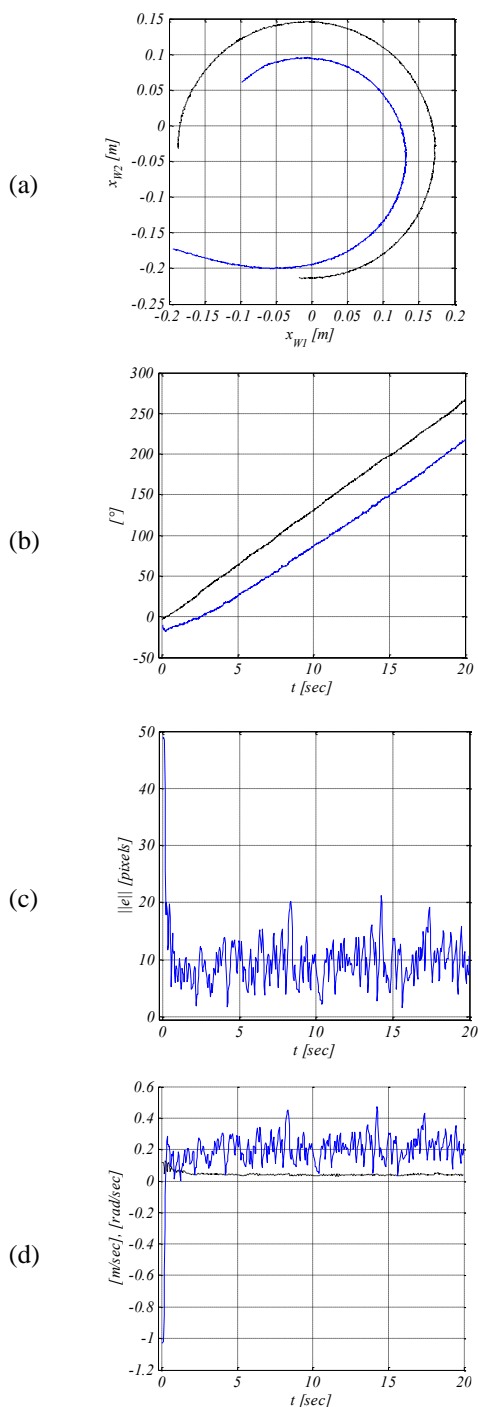 (a)
0.15
0.1
0.05
0
-0.05
-0.1
-0.15
-0.2
-0.25
x_W2 [m]
-0.2 -0.15 -0.1 -0.05 0 0.05 0.1 0.15 0.2
x_W1 [m]
(b)
300
250
200
150
100
50
0
-50
[°]
0 5 10 15 20
t [sec]
(c)
50
40
30
20
10
0
||e|| [pixels]
0 5 10 15 20
t [sec]
(d)
0.6
0.4
0.2
0
-0.2
-0.4
-0.6
-0.8
-1
-1.2
[m/sec], [rad/sec]
0 5 10 15 20
t [sec]